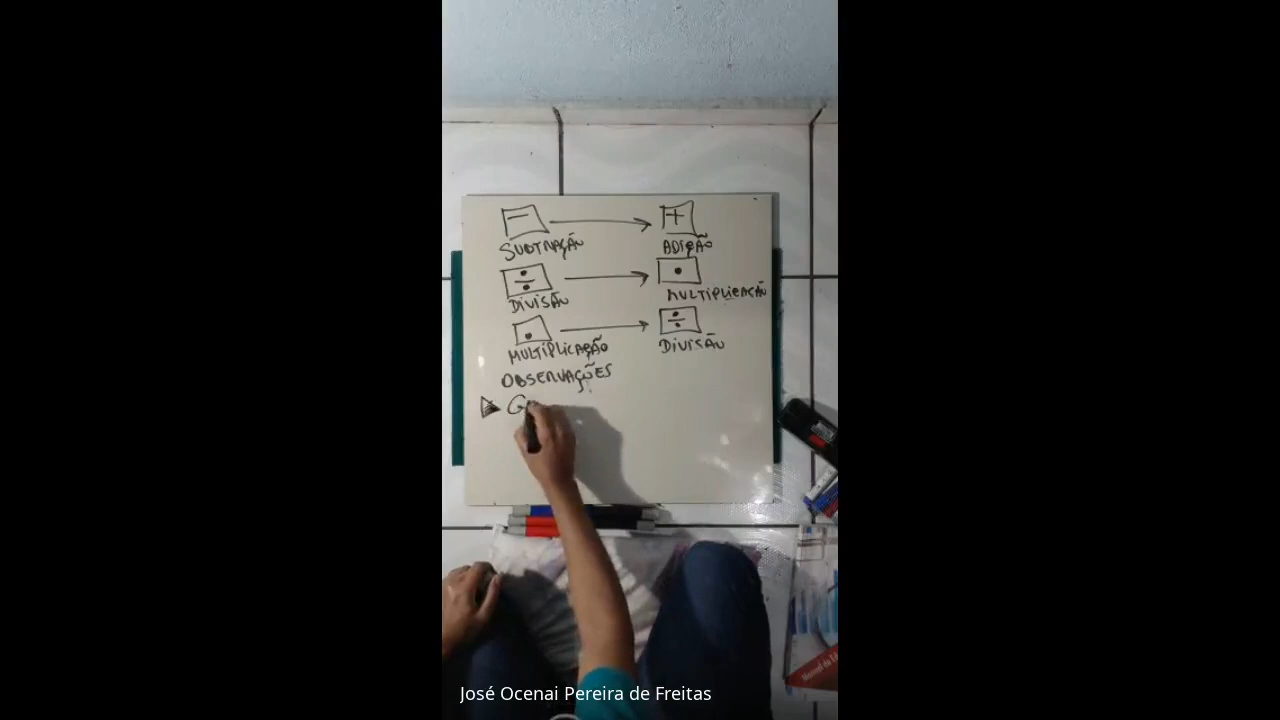 − → +
SUBTRAÇÃO ADIÇÃO
÷ → •
DIVISÃO MULTIPLICAÇÃO
• → ÷
MULTIPLICAÇÃO DIVISÃO
OBSERVAÇÕES
José Ocenai Pereira de Freitas